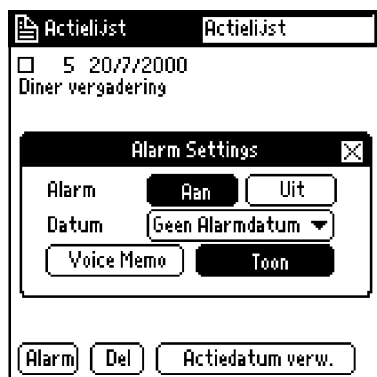 Actielijst Actielijst
5 20/7/2000
Diner vergadering
Alarm Settings
Alarm Aan Uit
Datum Geen Alarmdatum
Voice Memo Toon
Alarm Del Actiedatum verw.